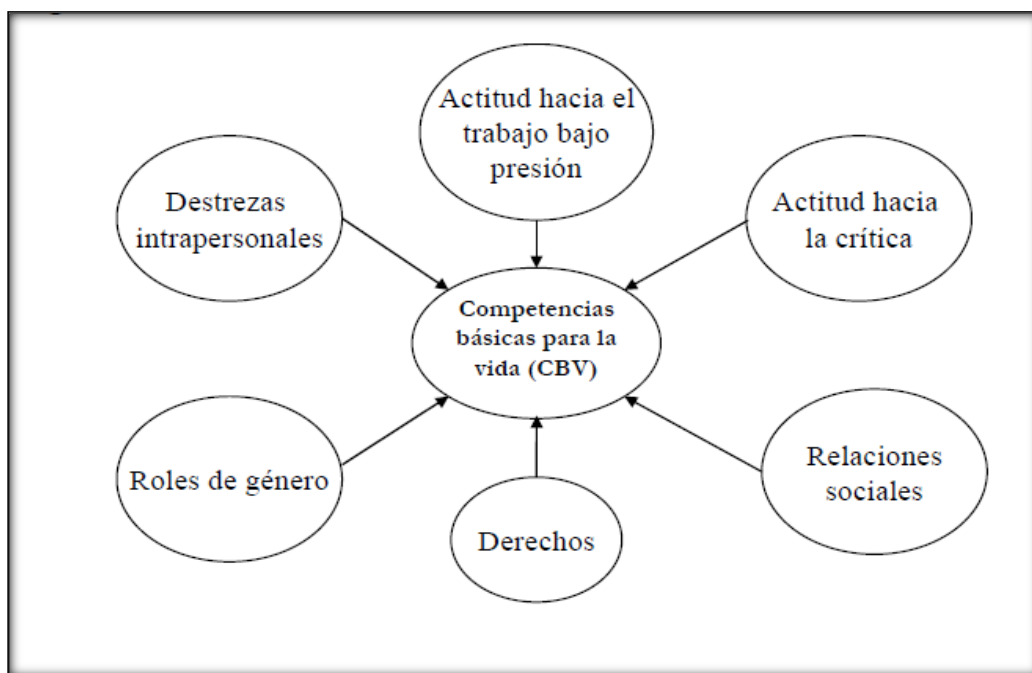 Actitud hacia el
trabajo bajo
presión
Destrezas
intrapersonales
Actitud hacia
la crítica
Competencias
básicas para la
vida (CBV)
Roles de género
Derechos
Relaciones
sociales